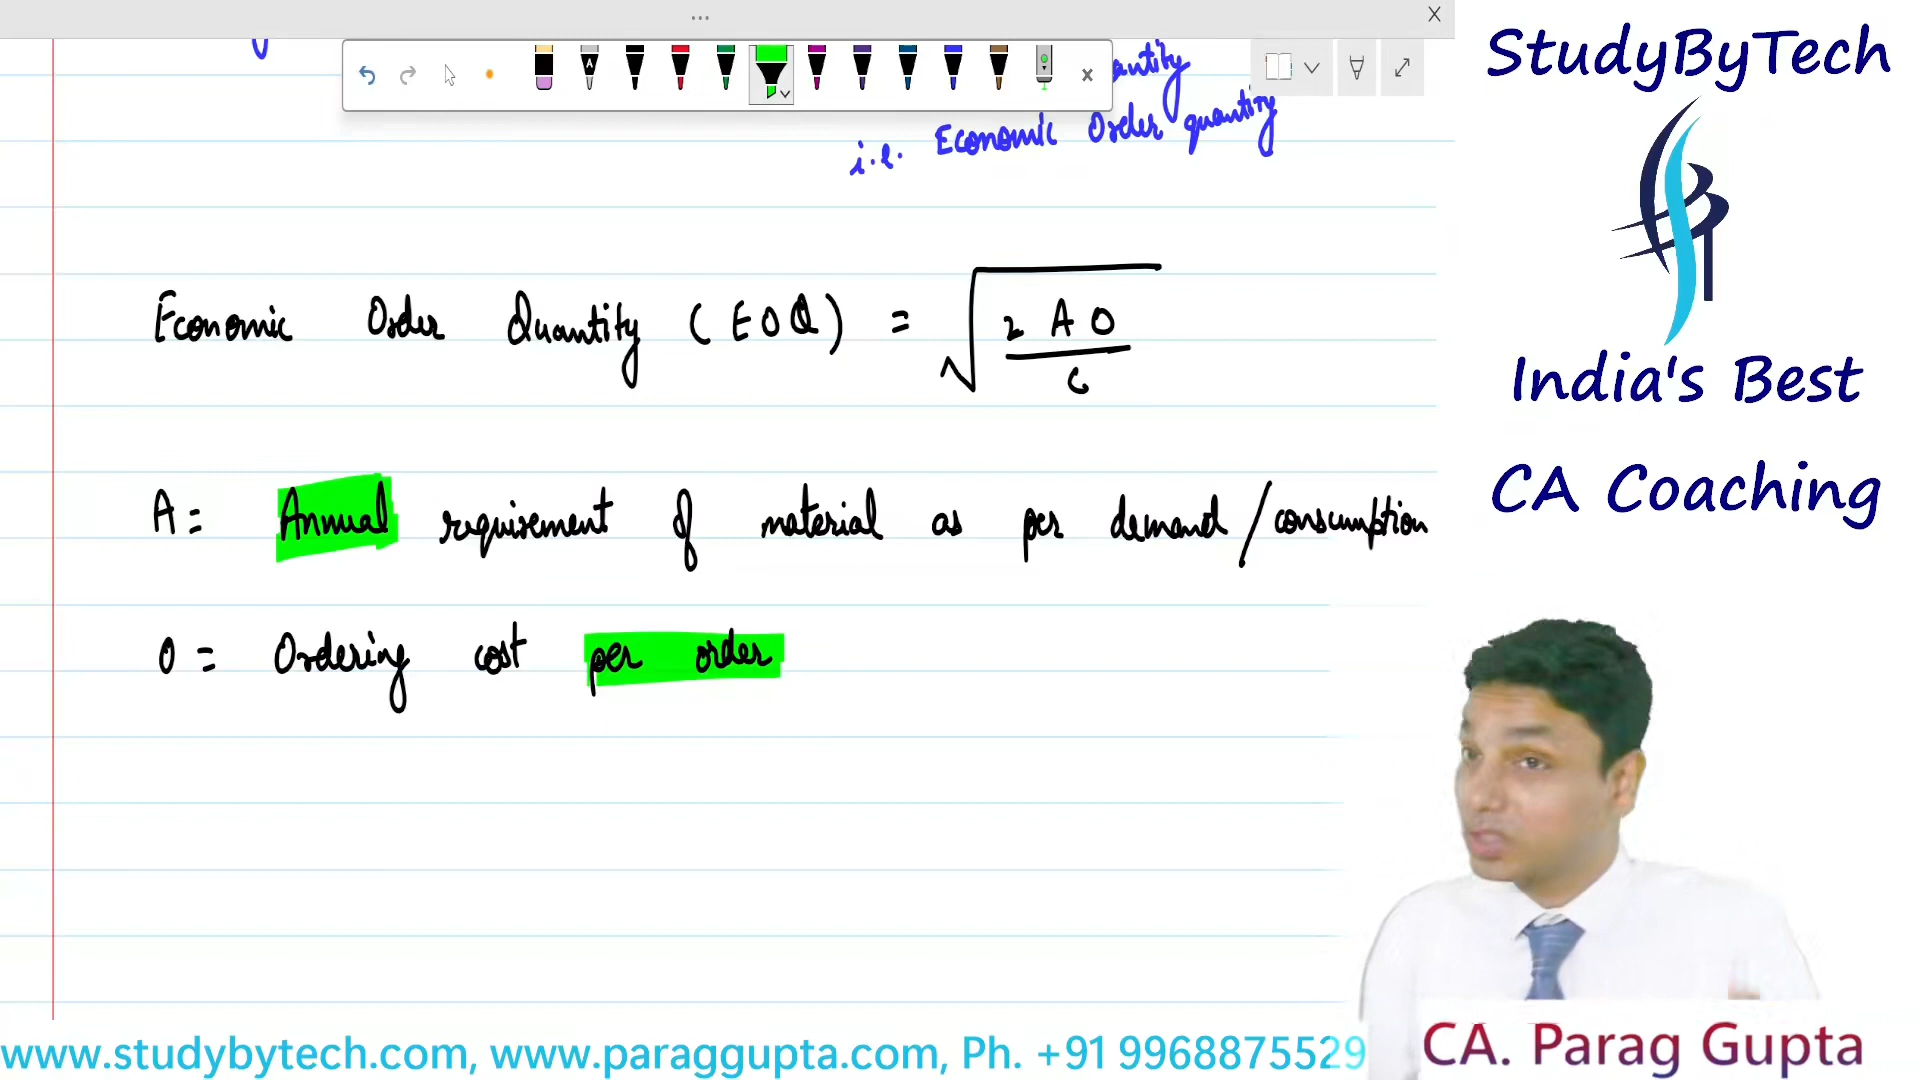 antity
i.e. Economic Order quantity
Economic Order Quantity (EOQ) = √ 2 A O
c
A = Annual requirement of material as per demand/consumption
O = Ordering cost per order
StudyByTech
India's Best
CA Coaching
www.studybytech.com, www.paraggupta.com, Ph. +91 9968875529
CA. Parag Gupta